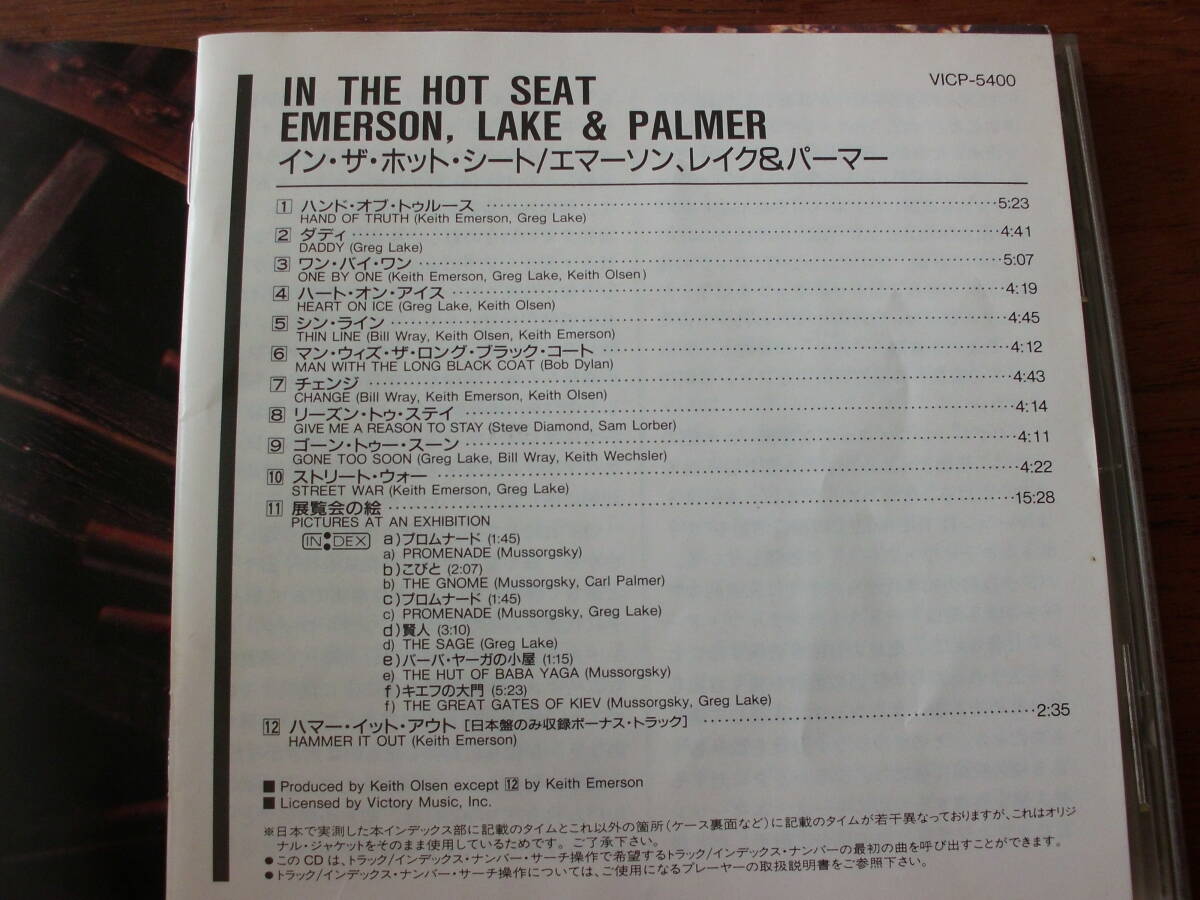 VICP-5400
IN THE HOT SEAT
EMERSON, LAKE & PALMER
イン・ザ・ホット・シート/エマーソン、レイク&パーマー
1 ハンド・オブ・トゥルース 5:23
HAND OF TRUTH (Keith Emerson, Greg Lake)
2 ダディ 4:41
DADDY (Greg Lake)
3 ワン・バイ・ワン 5:07
ONE BY ONE (Keith Emerson, Greg Lake, Keith Olsen)
4 ハート・オン・アイス 4:19
HEART ON ICE (Greg Lake, Keith Olsen)
5 シン・ライン 4:45
THIN LINE (Bill Wray, Keith Olsen, Keith Emerson)
6 マン・ウィズ・ザ・ロング・ブラック・コート 4:12
MAN WITH THE LONG BLACK COAT (Bob Dylan)
7 チェンジ 4:43
CHANGE (Bill Wray, Keith Emerson, Keith Olsen)
8 リーズン・トゥ・ステイ 4:14
GIVE ME A REASON TO STAY (Steve Diamond, Sam Lorber)
9 ゴーン・トゥー・スーン 4:11
GONE TOO SOON (Greg Lake, Bill Wray, Keith Wechsler)
10 ストリート・ウォー 4:22
STREET WAR (Keith Emerson, Greg Lake)
11 展覧会の絵 15:28
PICTURES AT AN EXHIBITION
INDEX a)プロムナード (1:45)
a) PROMENADE (Mussorgsky)
b)こびと (2:07)
b) THE GNOME (Mussorgsky, Carl Palmer)
c)プロムナード (1:45)
c) PROMENADE (Mussorgsky, Greg Lake)
d)賢人 (3:10)
d) THE SAGE (Greg Lake)
e)バーバ・ヤーガの小屋 (1:15)
e) THE HUT OF BABA YAGA (Mussorgsky)
f)キエフの大門 (5:23)
f) THE GREAT GATES OF KIEV (Mussorgsky, Greg Lake)
12 ハマー・イット・アウト [日本盤のみ収録ボーナス・トラック] 2:35
HAMMER IT OUT (Keith Emerson)
■ Produced by Keith Olsen except 12 by Keith Emerson
■ Licensed by Victory Music, Inc.
※日本で実測した本インデックス部に記載のタイムとこれ以外の箇所(ケース裏面など)に記載のタイムが若干異なっておりますが、これはオリジ
ナル・ジャケットをそのまま使用しているためです。ご了承下さい。
●このCDは、トラック/インデックス・ナンバー・サーチ操作で希望するトラック/インデックス・ナンバーの最初の曲を呼び出すことができます。
●トラック/インデックス・ナンバー・サーチ操作については、ご使用になるプレーヤーの取扱説明書をご参照下さい。